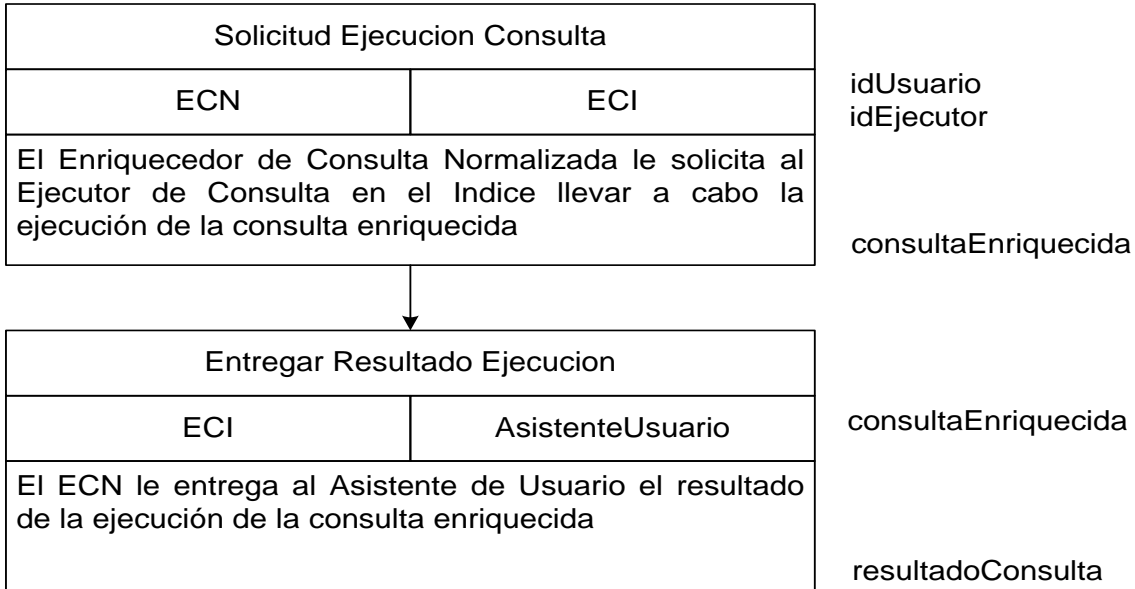 Solicitud Ejecucion Consulta
ECN
ECI
idUsuario
idEjecutor
El Enriquecedor de Consulta Normalizada le solicita al
Ejecutor de Consulta en el Indice llevar a cabo la
ejecución de la consulta enriquecida
consultaEnriquecida
Entregar Resultado Ejecucion
ECI
AsistenteUsuario
consultaEnriquecida
El ECN le entrega al Asistente de Usuario el resultado
de la ejecución de la consulta enriquecida
resultadoConsulta